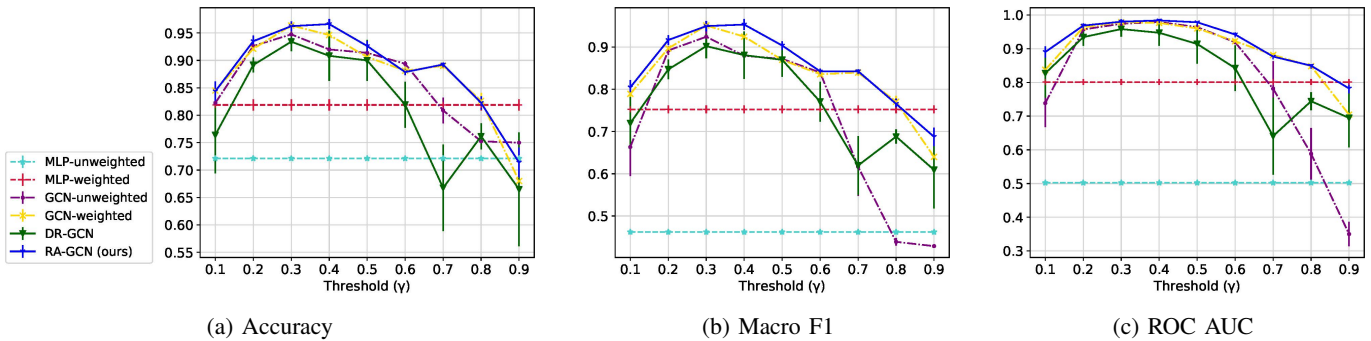 MLP-unweighted
MLP-weighted
GCN-unweighted
GCN-weighted
DR-GCN
RA-GCN (ours)
0.95
0.90
0.85
0.80
0.75
0.70
0.65
0.60
0.55
0.1 0.2 0.3 0.4 0.5 0.6 0.7 0.8 0.9
Threshold (γ)
(a) Accuracy
0.9
0.8
0.7
0.6
0.5
0.1 0.2 0.3 0.4 0.5 0.6 0.7 0.8 0.9
Threshold (γ)
(b) Macro F1
1.0
0.9
0.8
0.7
0.6
0.5
0.4
0.3
0.1 0.2 0.3 0.4 0.5 0.6 0.7 0.8 0.9
Threshold (γ)
(c) ROC AUC